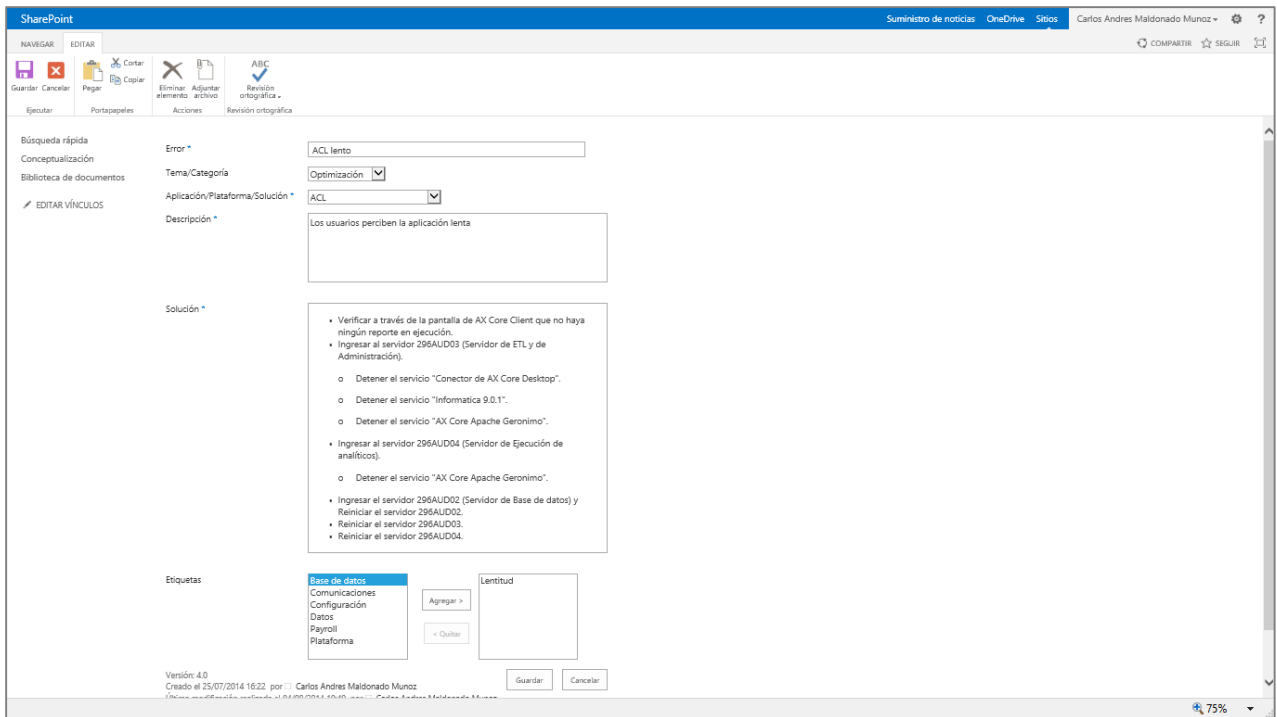 SharePoint
Suministro de noticias OneDrive Sitios Carlos Andres Maldonado Munoz ?
NAVEGAR EDITAR COMPARTIR SEGUIR
Guardar Cancelar Pegar Cortar Copiar Eliminar elemento Adjuntar archivo ABC Revisión ortográfica
Ejecutar Portapapeles Acciones Revisión ortográfica
Búsqueda rápida
Conceptualización
Biblioteca de documentos
EDITAR VÍNCULOS
Error * ACL lento
Tema/Categoría Optimización
Aplicación/Plataforma/Solución * ACL
Descripción * Los usuarios perciben la aplicación lenta
Solución *
• Verificar a través de la pantalla de AX Core Client que no haya
ningún reporte en ejecución.
• Ingresar al servidor 296AUD03 (Servidor de ETL y de
Administración).
o Detener el servicio "Conector de AX Core Desktop".
o Detener el servicio "Informatica 9.0.1".
o Detener el servicio "AX Core Apache Geronimo".
• Ingresar al servidor 296AUD04 (Servidor de Ejecución de
analíticos).
o Detener el servicio "AX Core Apache Geronimo".
• Ingresar el servidor 296AUD02 (Servidor de Base de datos) y
Reiniciar el servidor 296AUD02.
• Reiniciar el servidor 296AUD03.
• Reiniciar el servidor 296AUD04.
Etiquetas
Base de datos
Comunicaciones
Configuración
Datos
Payroll
Plataforma
Agregar >
< Quitar
Lentitud
Versión: 4.0
Creado el 25/07/2014 16:22 por Carlos Andres Maldonado Munoz
Guardar Cancelar
75%